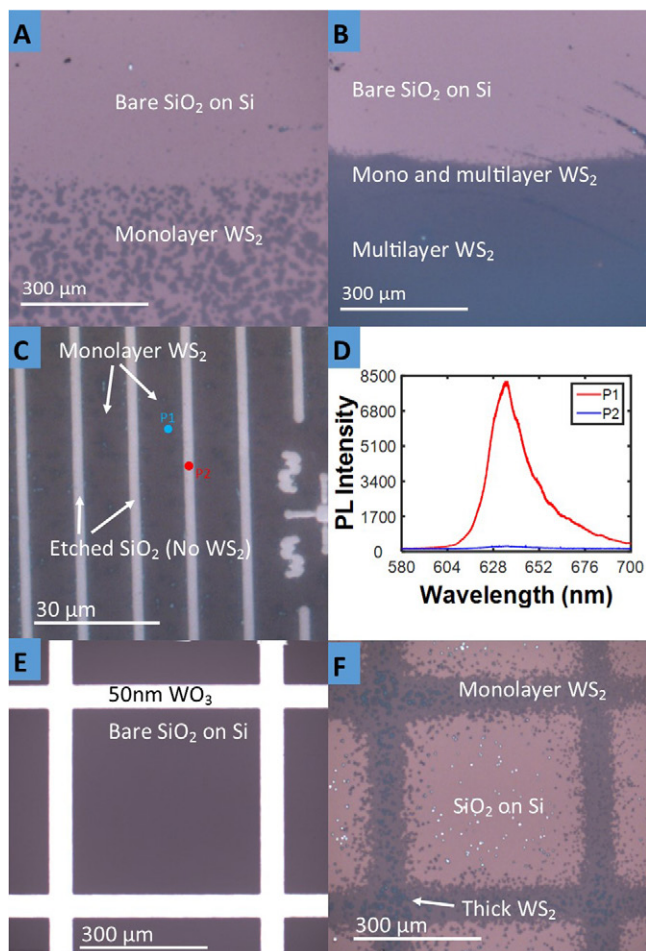 A
Bare SiO₂ on Si
Monolayer WS₂
300 µm
B
Bare SiO₂ on Si
Mono and multilayer WS₂
Multilayer WS₂
300 µm
C
Monolayer WS₂
P1
P2
Etched SiO₂ (No WS₂)
30 µm
D
8500
6800
5100
3400
1700
0
PL Intensity
P1
P2
580 604 628 652 676 700
Wavelength (nm)
E
50nm WO₃
Bare SiO₂ on Si
300 µm
F
Monolayer WS₂
SiO₂ on Si
Thick WS₂
300 µm